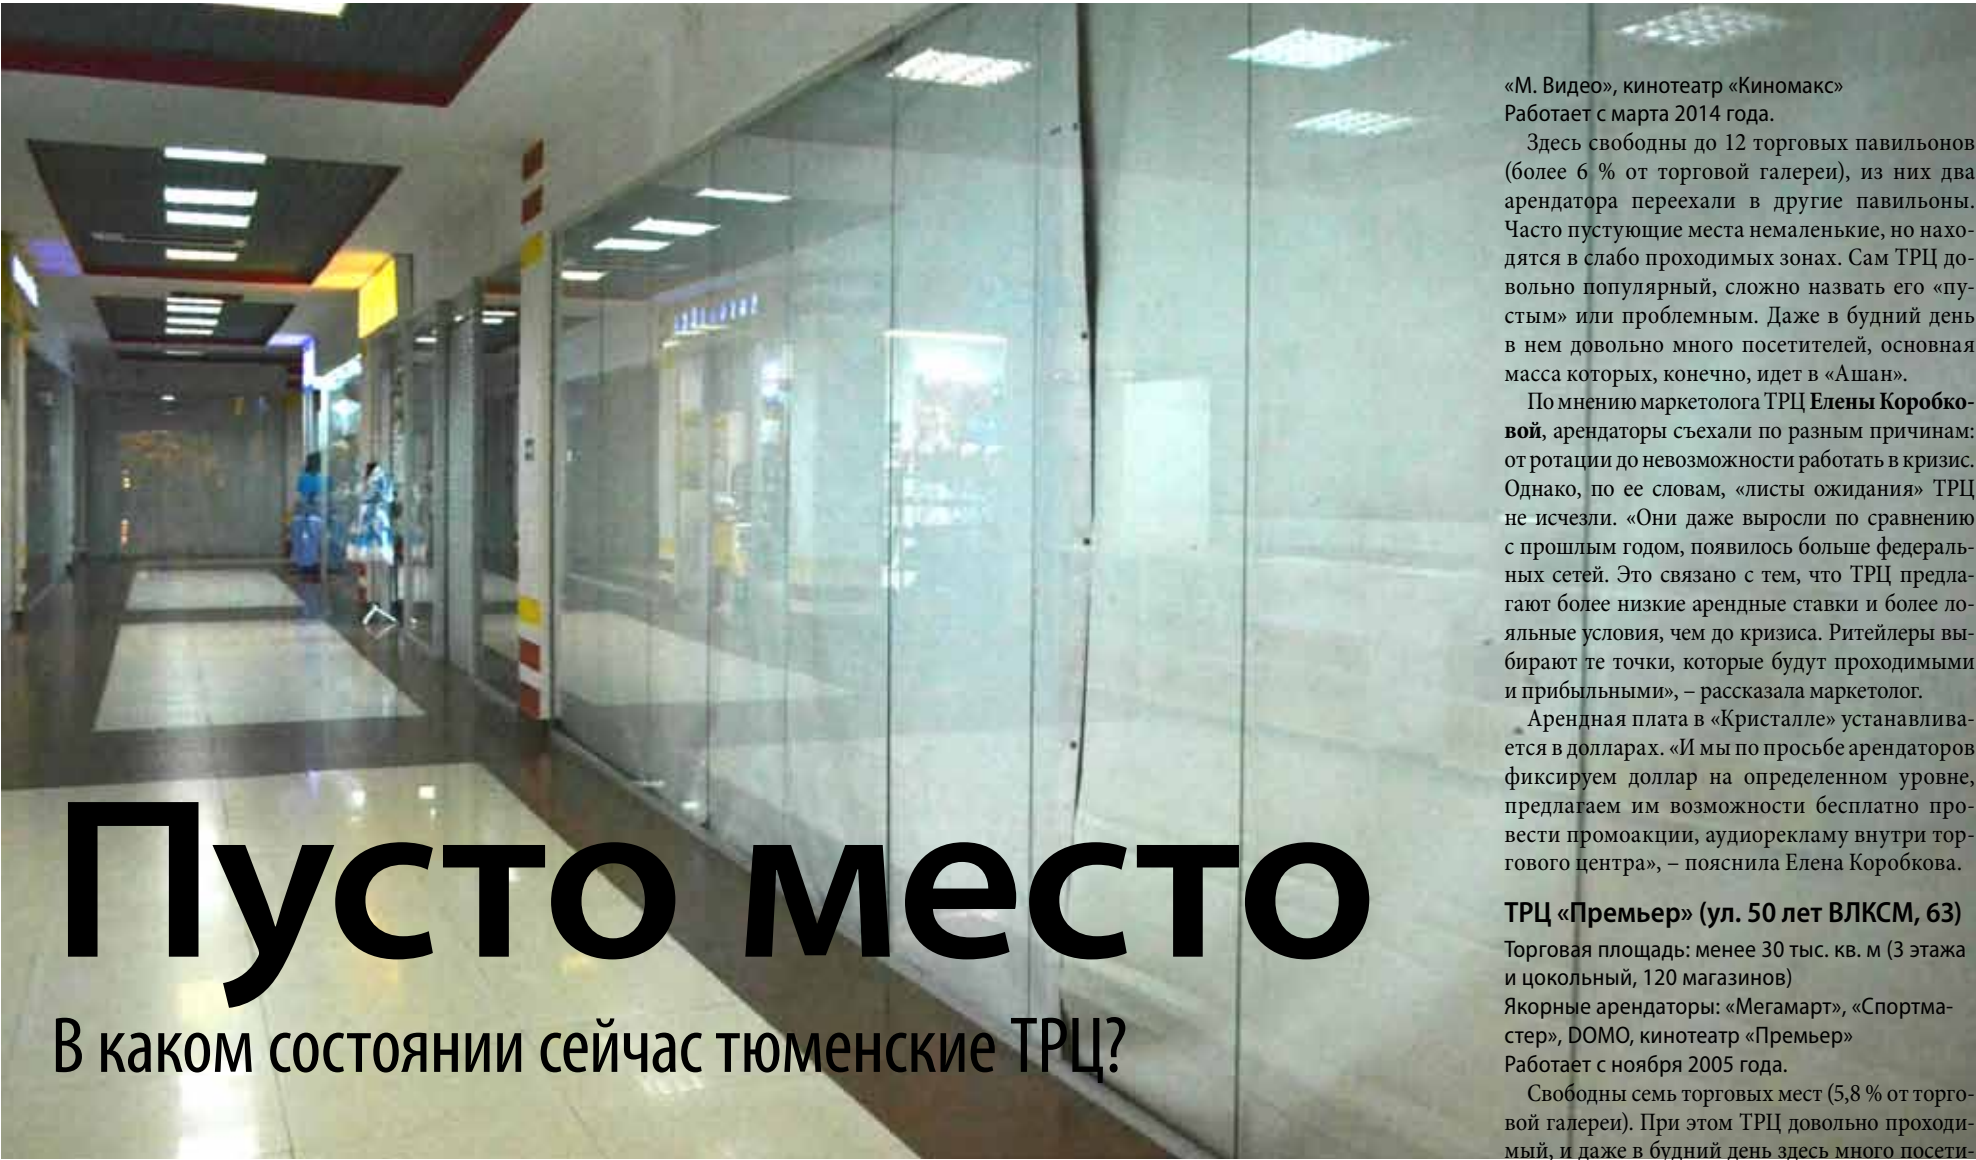 Пусто место
В каком состоянии сейчас тюменские ТРЦ?
«М. Видео», кинотеатр «Киномакс»
Работает с марта 2014 года.
Здесь свободны до 12 торговых павильонов
(более 6 % от торговой галереи), из них два
арендатора переехали в другие павильоны.
Часто пустующие места немаленькие, но нахо-
дятся в слабо проходимых зонах. Сам ТРЦ до-
вольно популярный, сложно назвать его «пу-
стым» или проблемным. Даже в будний день
в нем довольно много посетителей, основная
масса которых, конечно, идет в «Ашан».
По мнению маркетолога ТРЦ Елены Коробко-
вой, арендаторы съехали по разным причинам:
от ротации до невозможности работать в кризис.
Однако, по ее словам, «листы ожидания» ТРЦ
не исчезли. «Они даже выросли по сравнению
с прошлым годом, появилось больше федераль-
ных сетей. Это связано с тем, что ТРЦ предла-
гают более низкие арендные ставки и более ло-
яльные условия, чем до кризиса. Ритейлеры вы-
бирают те точки, которые будут проходимыми
и прибыльными», – рассказала маркетолог.
Арендная плата в «Кристалле» устанавлива-
ется в долларах. «И мы по просьбе арендаторов
фиксируем доллар на определенном уровне,
предлагаем им возможности бесплатно про-
вести промоакции, аудиорекламу внутри тор-
гового центра», – пояснила Елена Коробкова.
ТРЦ «Премьер» (ул. 50 лет ВЛКСМ, 63)
Торговая площадь: менее 30 тыс. кв. м (3 этажа
и цокольный, 120 магазинов)
Якорные арендаторы: «Мегамарт», «Спортма-
стер», DOMO, кинотеатр «Премьер»
Работает с ноября 2005 года.
Свободны семь торговых мест (5,8 % от торго-
вой галереи). При этом ТРЦ довольно проходи-
мый, и даже в будний день здесь много посети-